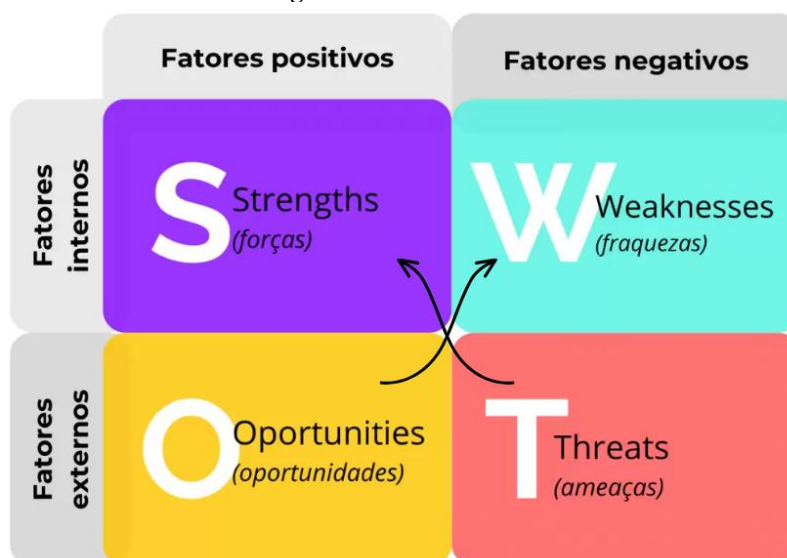 Fatores positivos
Fatores negativos
Fatores
internos
S
Strengths
(forças)
W
Weaknesses
(fraquezas)
Fatores
externos
O
Oportunities
(oportunidades)
T
Threats
(ameaças)